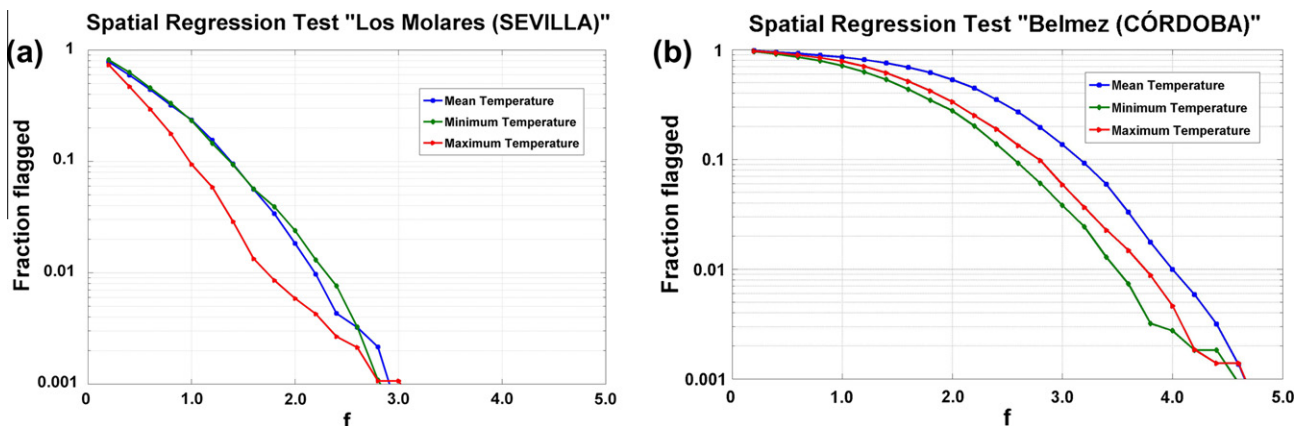 (a)
Spatial Regression Test "Los Molares (SEVILLA)"
Fraction flagged
1
0.1
0.01
0.001
Mean Temperature
Minimum Temperature
Maximum Temperature
0 1.0 2.0 3.0 4.0 5.0
f
(b)
Spatial Regression Test "Belmez (CÓRDOBA)"
Fraction flagged
1
0.1
0.01
0.001
Mean Temperature
Minimum Temperature
Maximum Temperature
0 1.0 2.0 3.0 4.0 5.0
f